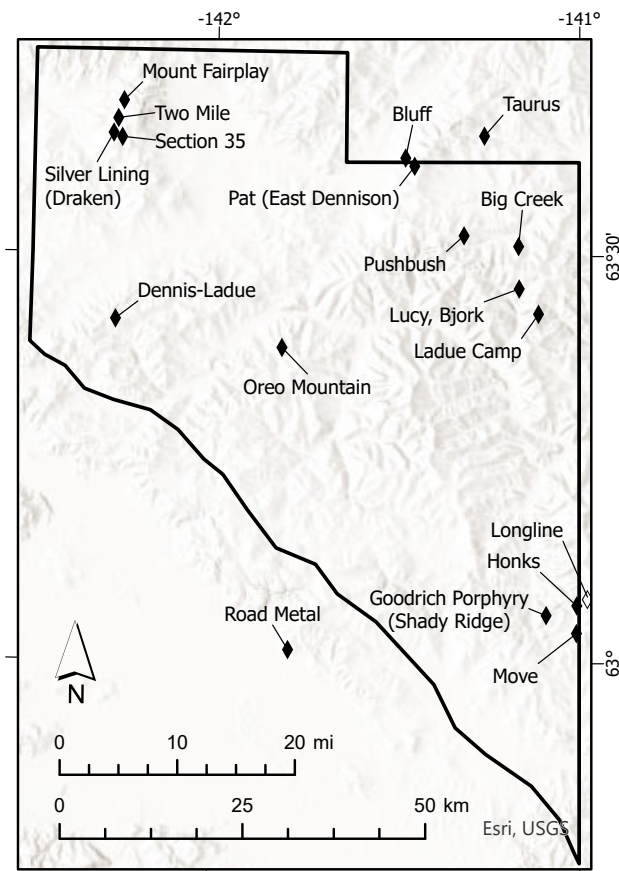 -142°
-141°
Mount Fairplay
Two Mile
Section 35
Silver Lining
(Draken)
Bluff
Taurus
Pat (East Dennison)
Big Creek
Pushbush
63°30'
Dennis-Ladue
Lucy, Bjork
Ladue Camp
Oreo Mountain
Longline
Honks
Goodrich Porphyry
(Shady Ridge)
Road Metal
63°
Move
N
0 10 20 mi
0 25 50 km
Esri, USGS